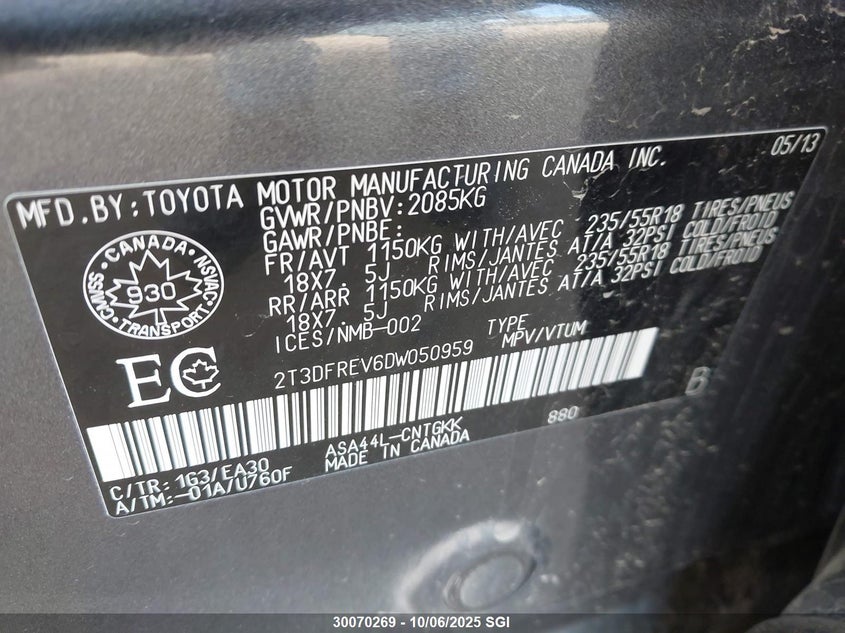 05/13
MFD.BY:TOYOTA MOTOR MANUFACTURING CANADA INC.
GVWR/PNBV:2085KG
GAWR/PNBE:
FR/AVT 1150KG WITH/AVEC 235/55R18 TIRES/PNEUS
18X7.5J RIMS/JANTES AT/A 32PSI COLD/FROID
RR/ARR 1150KG WITH/AVEC 235/55R18 TIRES/PNEUS
18X7.5J RIMS/JANTES AT/A 32PSI COLD/FROID
ICES/NMB-002
TYPE
MPV/VTUM
CANADA
CMVSS/NSVAC
930
TRANSPORT
EC
2T3DFREV6DW050959
B
C/TR:1G3/EA30
A/TM:-01A/U760F
ASA44L-CNTGKK
MADE IN CANADA
880
30070269 - 10/06/2025 SGI